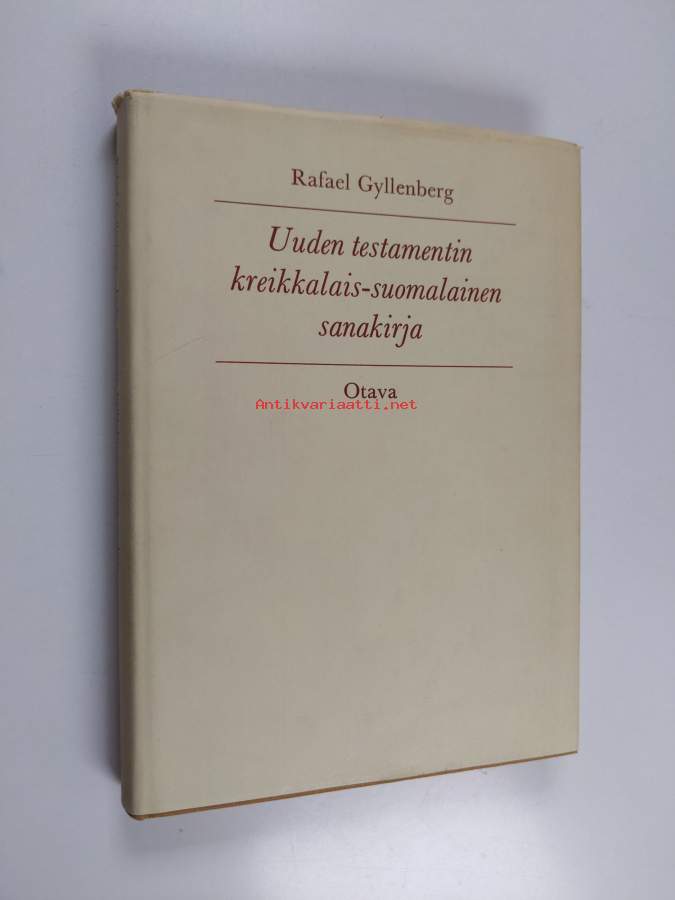 Rafael Gyllenberg
Uuden testamentin
kreikkalais-suomalainen
sanakirja
Otava
Antikvariaatti.net